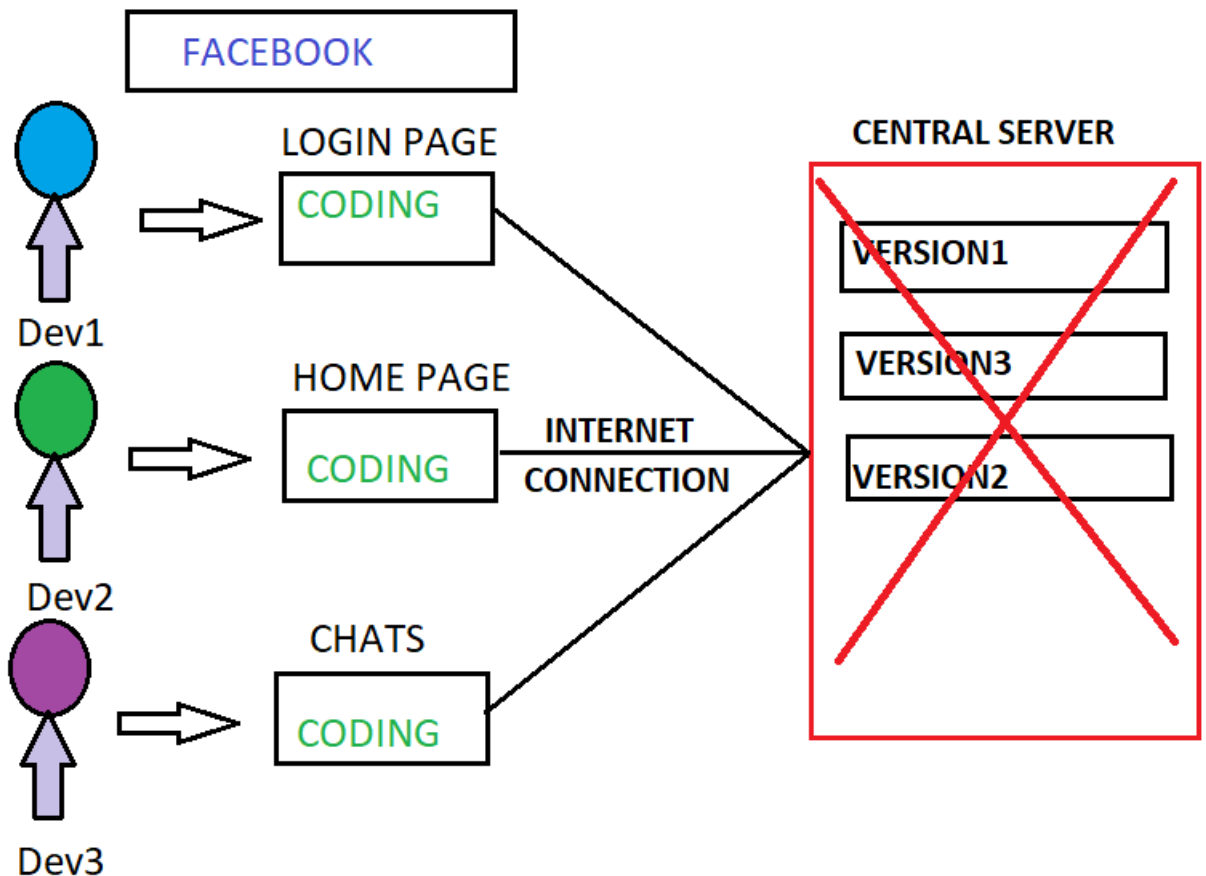 FACEBOOK
LOGIN PAGE
CODING
Dev1
HOME PAGE
CODING
Dev2
CHATS
CODING
Dev3
INTERNET
CONNECTION
CENTRAL SERVER
VERSION1
VERSION3
VERSION2